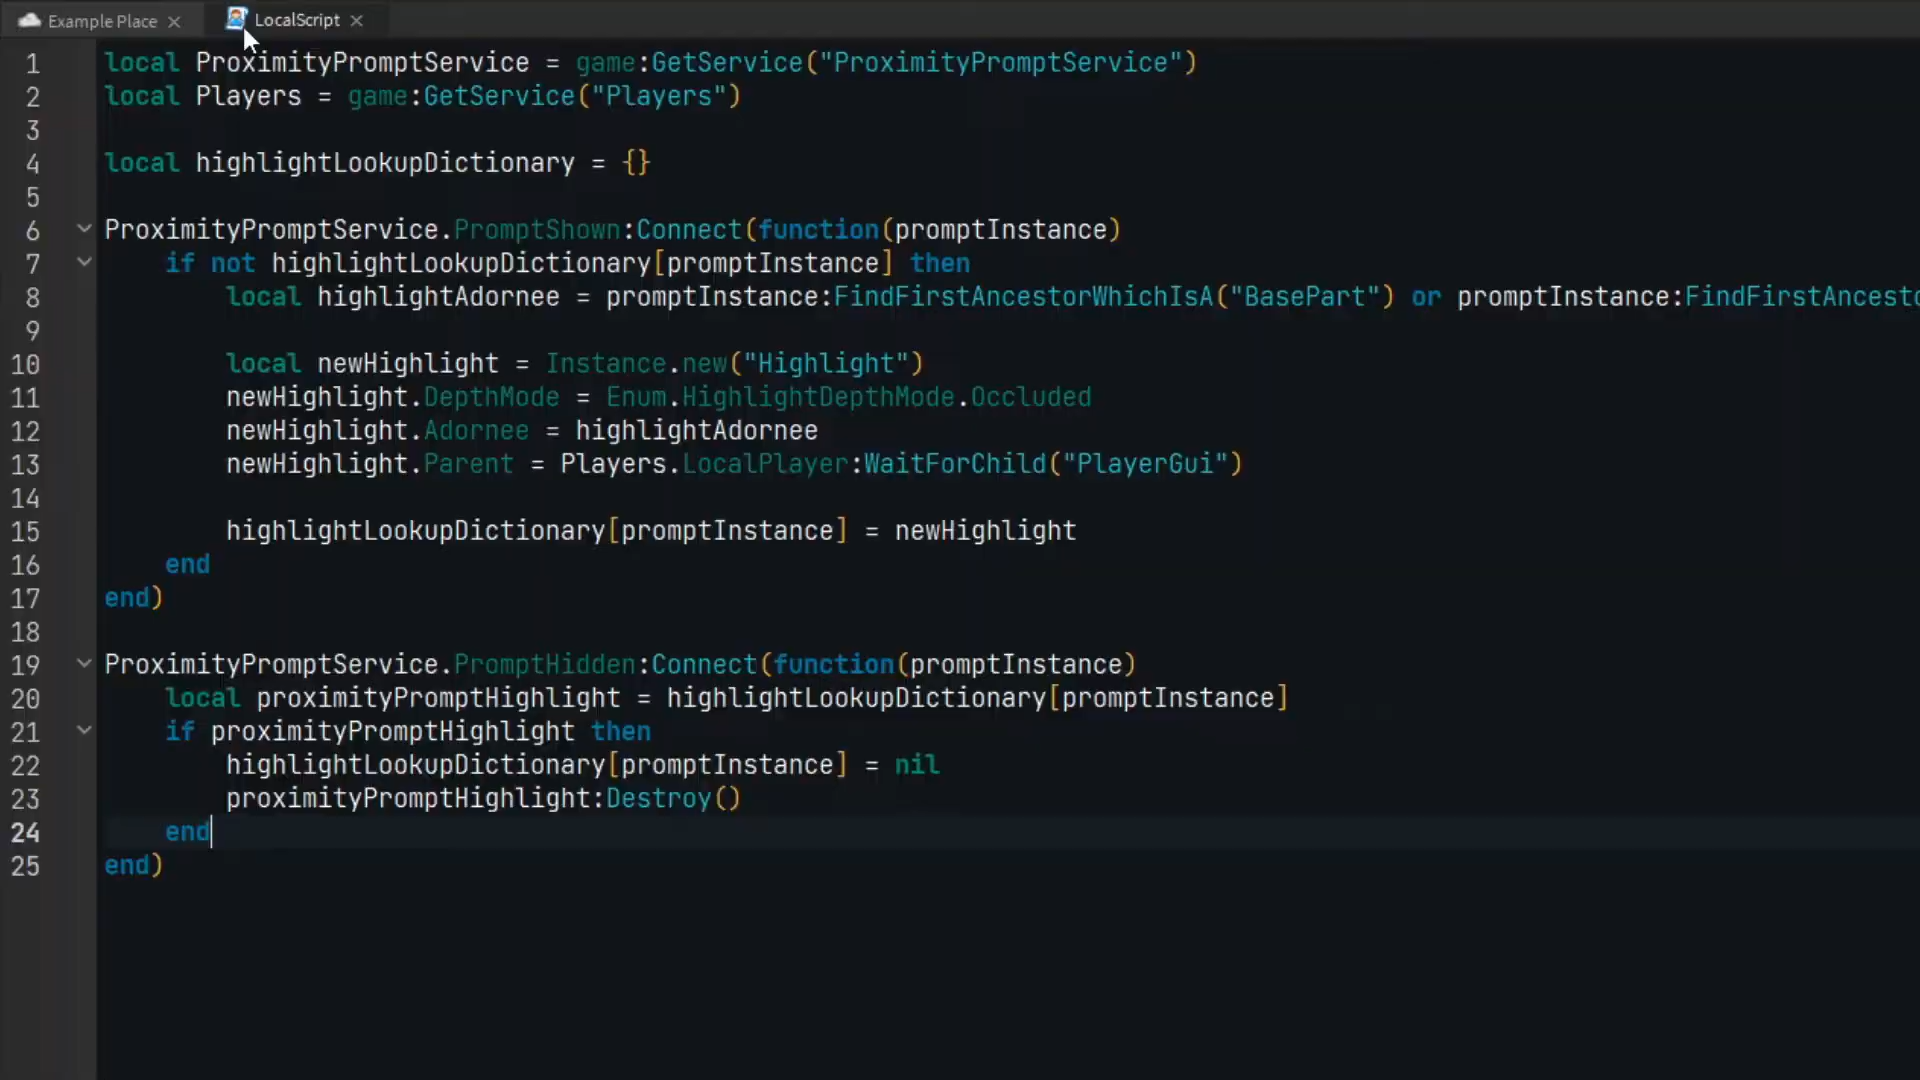 Example Place
LocalScript
1 local ProximityPromptService = game:GetService("ProximityPromptService")
2 local Players = game:GetService("Players")
3
4 local highlightLookupDictionary = {}
5
6 ProximityPromptService.PromptShown:Connect(function(promptInstance)
7 if not highlightLookupDictionary[promptInstance] then
8 local highlightAdornee = promptInstance:FindFirstAncestorWhichIsA("BasePart") or promptInstance:FindFirstAncesto
9
10 local newHighlight = Instance.new("Highlight")
11 newHighlight.DepthMode = Enum.HighlightDepthMode.Occluded
12 newHighlight.Adornee = highlightAdornee
13 newHighlight.Parent = Players.LocalPlayer:WaitForChild("PlayerGui")
14
15 highlightLookupDictionary[promptInstance] = newHighlight
16 end
17 end)
18
19 ProximityPromptService.PromptHidden:Connect(function(promptInstance)
20 local proximityPromptHighlight = highlightLookupDictionary[promptInstance]
21 if proximityPromptHighlight then
22 highlightLookupDictionary[promptInstance] = nil
23 proximityPromptHighlight:Destroy()
24 end
25 end)